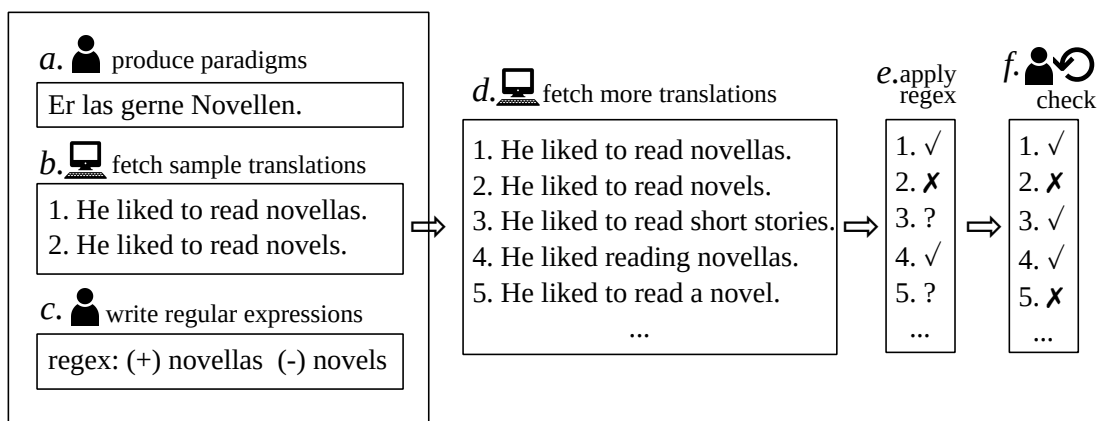 a. produce paradigms
Er las gerne Novellen.
b. fetch sample translations
1. He liked to read novellas.
2. He liked to read novels.
c. write regular expressions
regex: (+) novellas (-) novels
d. fetch more translations
1. He liked to read novellas.
2. He liked to read novels.
3. He liked to read short stories.
4. He liked reading novellas.
5. He liked to read a novel.
...
e. apply
regex
1. √
2. ✗
3. ?
4. √
5. ?
...
f.
check
1. √
2. ✗
3. √
4. √
5. ✗
...